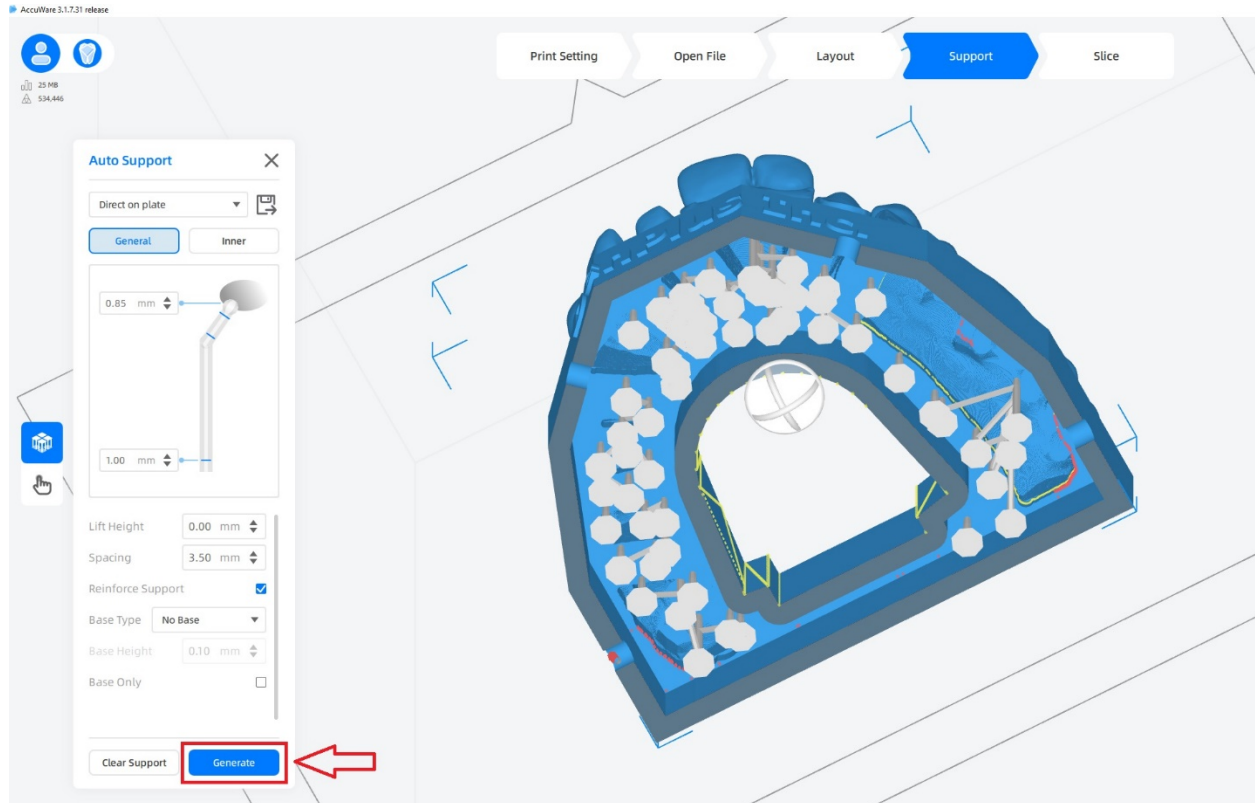 AccuWare 3.1.7.31 release
Print Setting
Open File
Layout
Support
Slice
25 MB
534,446
Auto Support
Direct on plate
General
Inner
0.85 mm
1.00 mm
Lift Height 0.00 mm
Spacing 3.50 mm
Reinforce Support
Base Type No Base
Base Height 0.10 mm
Base Only
Clear Support
Generate